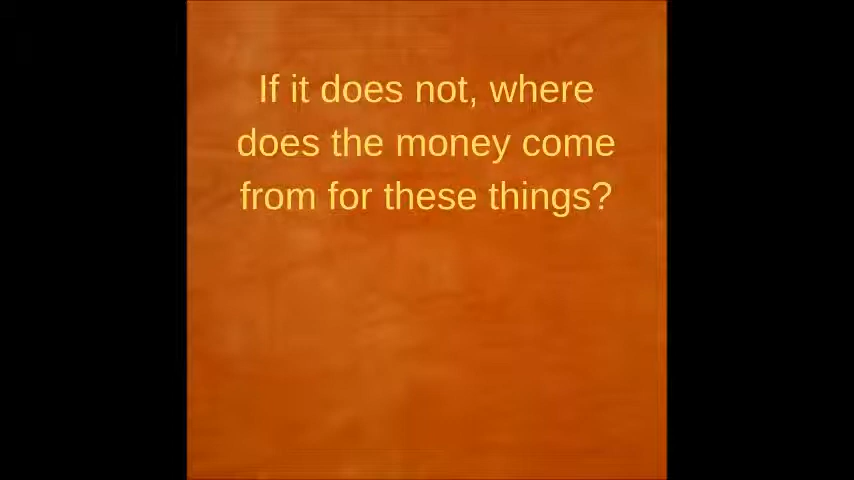 If it does not, where
does the money come
from for these things?